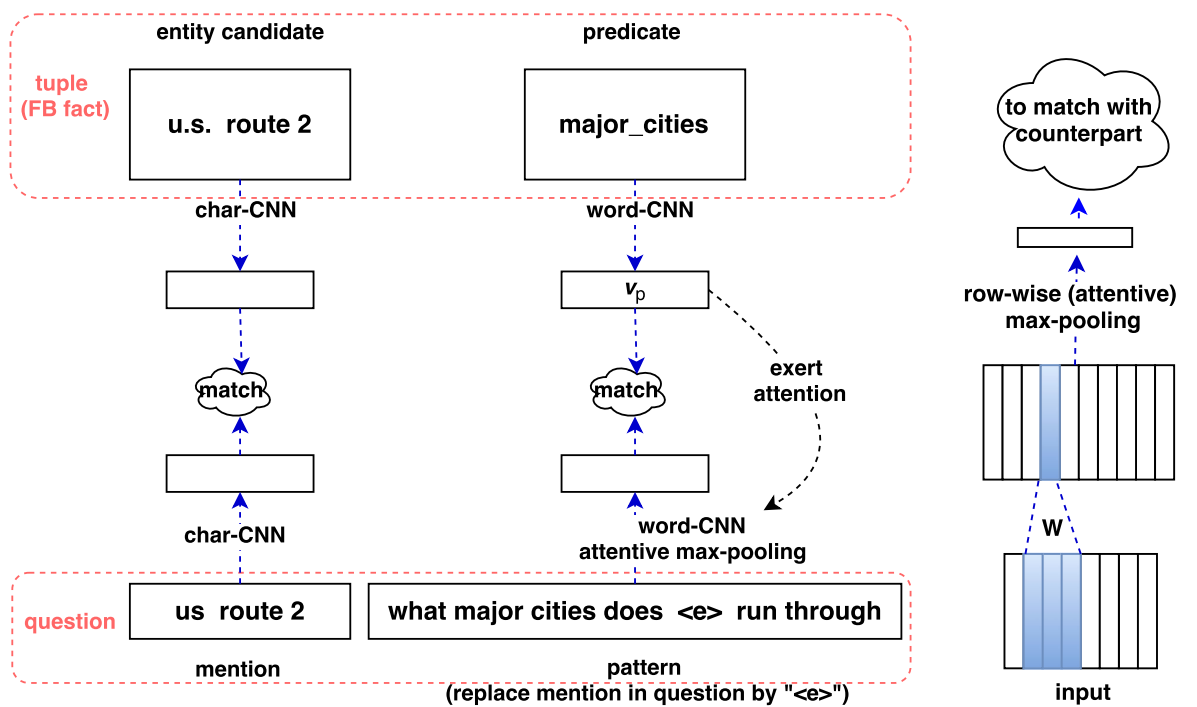 entity candidate
predicate
tuple
(FB fact)
u.s. route 2
major_cities
char-CNN
word-CNN
v_p
match
match
exert
attention
char-CNN
word-CNN
attentive max-pooling
question
us route 2
what major cities does <e> run through
mention
pattern
(replace mention in question by "<e>")
to match with
counterpart
row-wise (attentive)
max-pooling
W
input